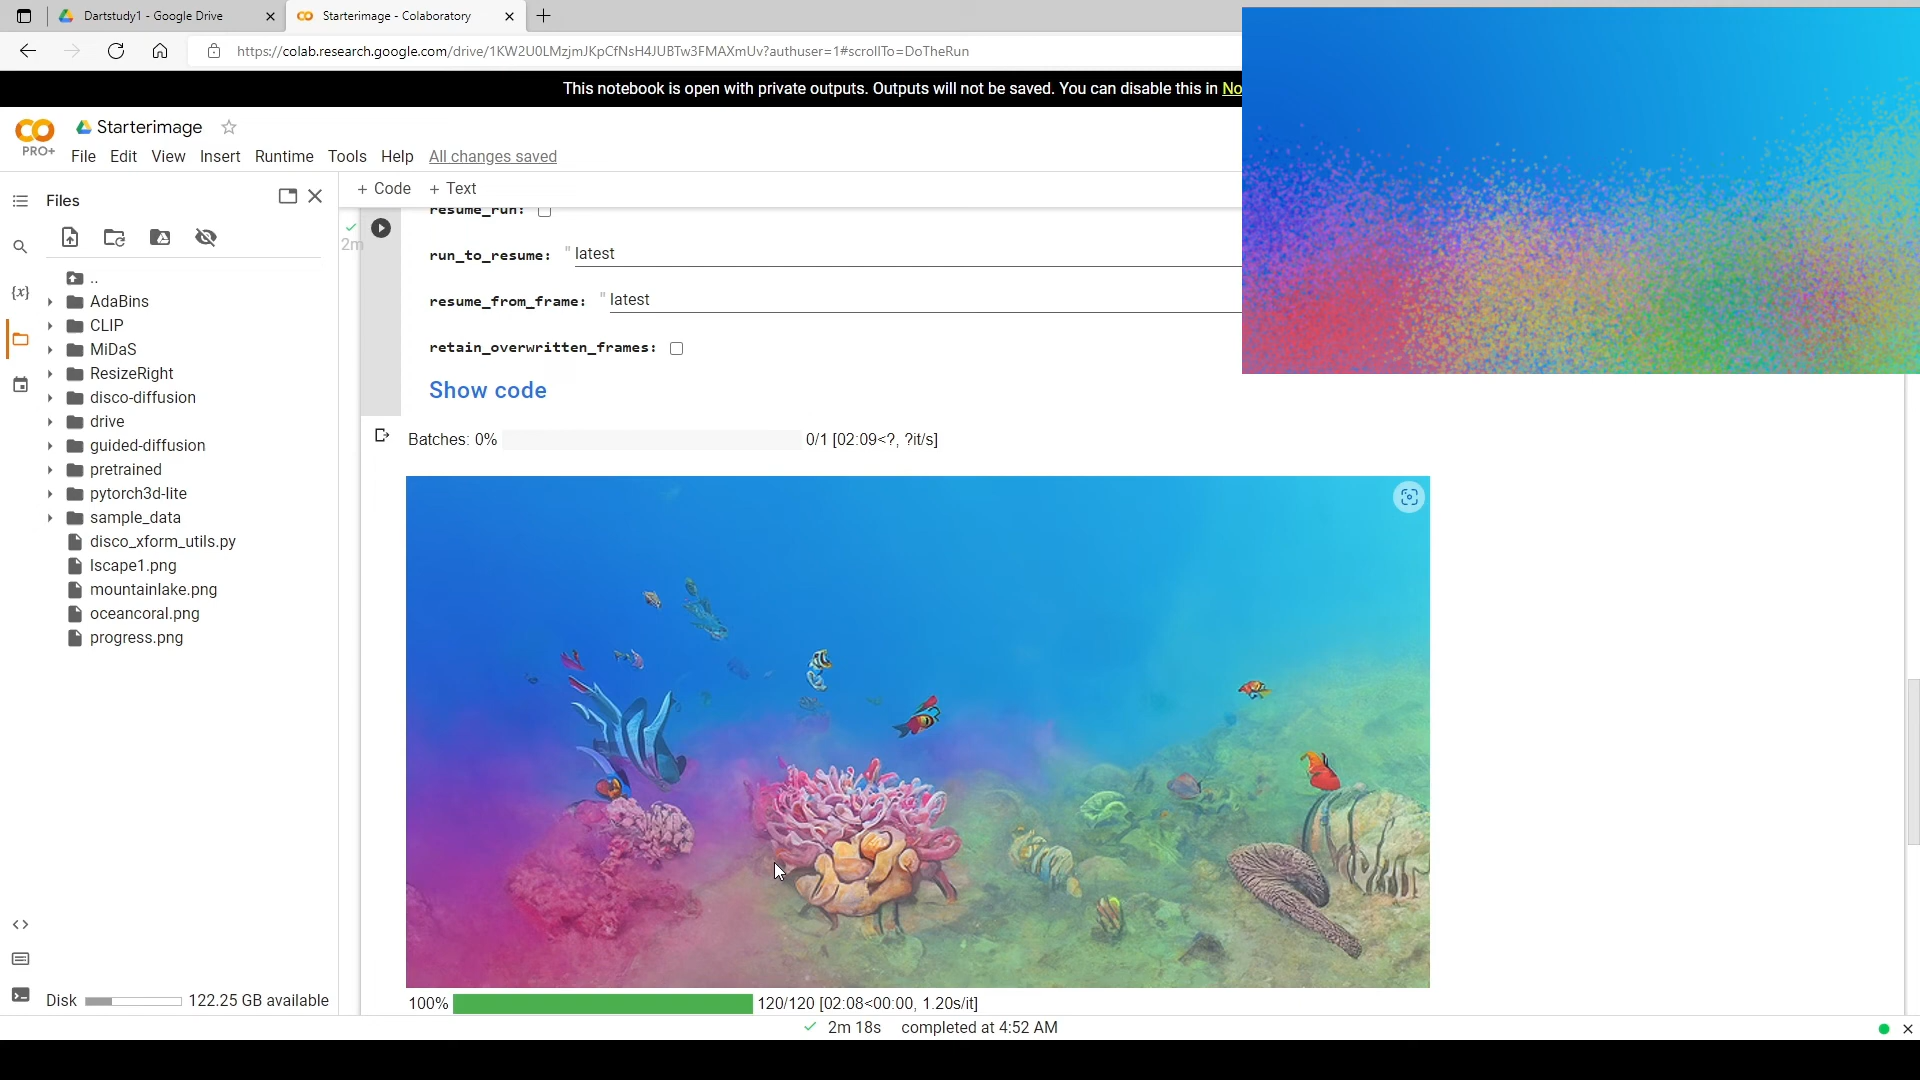 Dartstudy1 - Google Drive
Starterimage - Colaboratory
https://colab.research.google.com/drive/1KW2U0LMzjmJKpCfNsH4JUBTw3FMAXmUv?authuser=1#scrollTo=DoTheRun
This notebook is open with private outputs. Outputs will not be saved. You can disable this in No
Starterimage
PRO+
File Edit View Insert Runtime Tools Help All changes saved
Files
+ Code + Text
resume_run:
2m
run_to_resume: "latest
resume_from_frame: "latest
retain_overwritten_frames:
Show code
..
AdaBins
CLIP
MiDaS
ResizeRight
disco-diffusion
drive
guided-diffusion
pretrained
pytorch3d-lite
sample_data
disco_xform_utils.py
lscape1.png
mountainlake.png
oceancoral.png
progress.png
{x}
Batches: 0% 0/1 [02:09<?, ?it/s]
Disk 122.25 GB available
100% 120/120 [02:08<00:00, 1.20s/it]
2m 18s completed at 4:52 AM